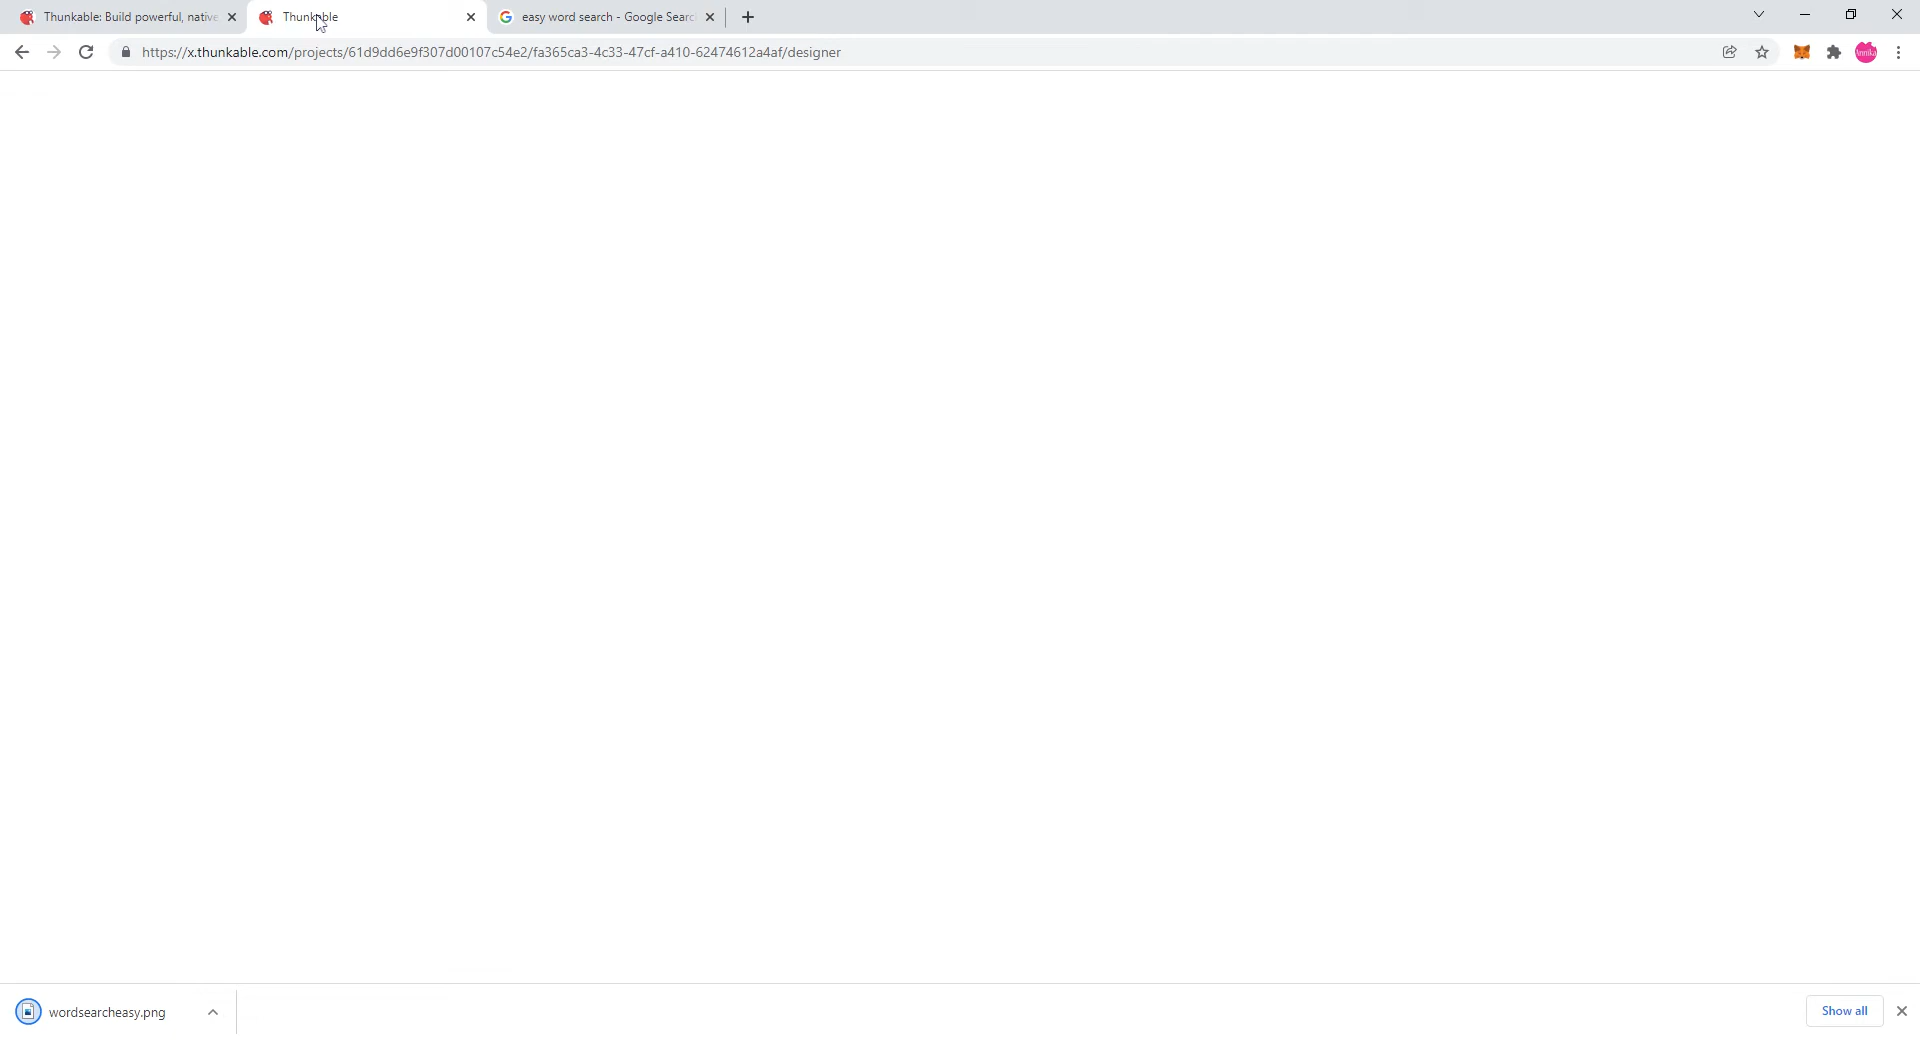 Thunkable: Build powerful, native
Thunkable
easy word search - Google Searc
https://x.thunkable.com/projects/61d9dd6e9f307d00107c54e2/fa365ca3-4c33-47cf-a410-62474612a4af/designer
Annika
wordsearcheasy.png
Show all